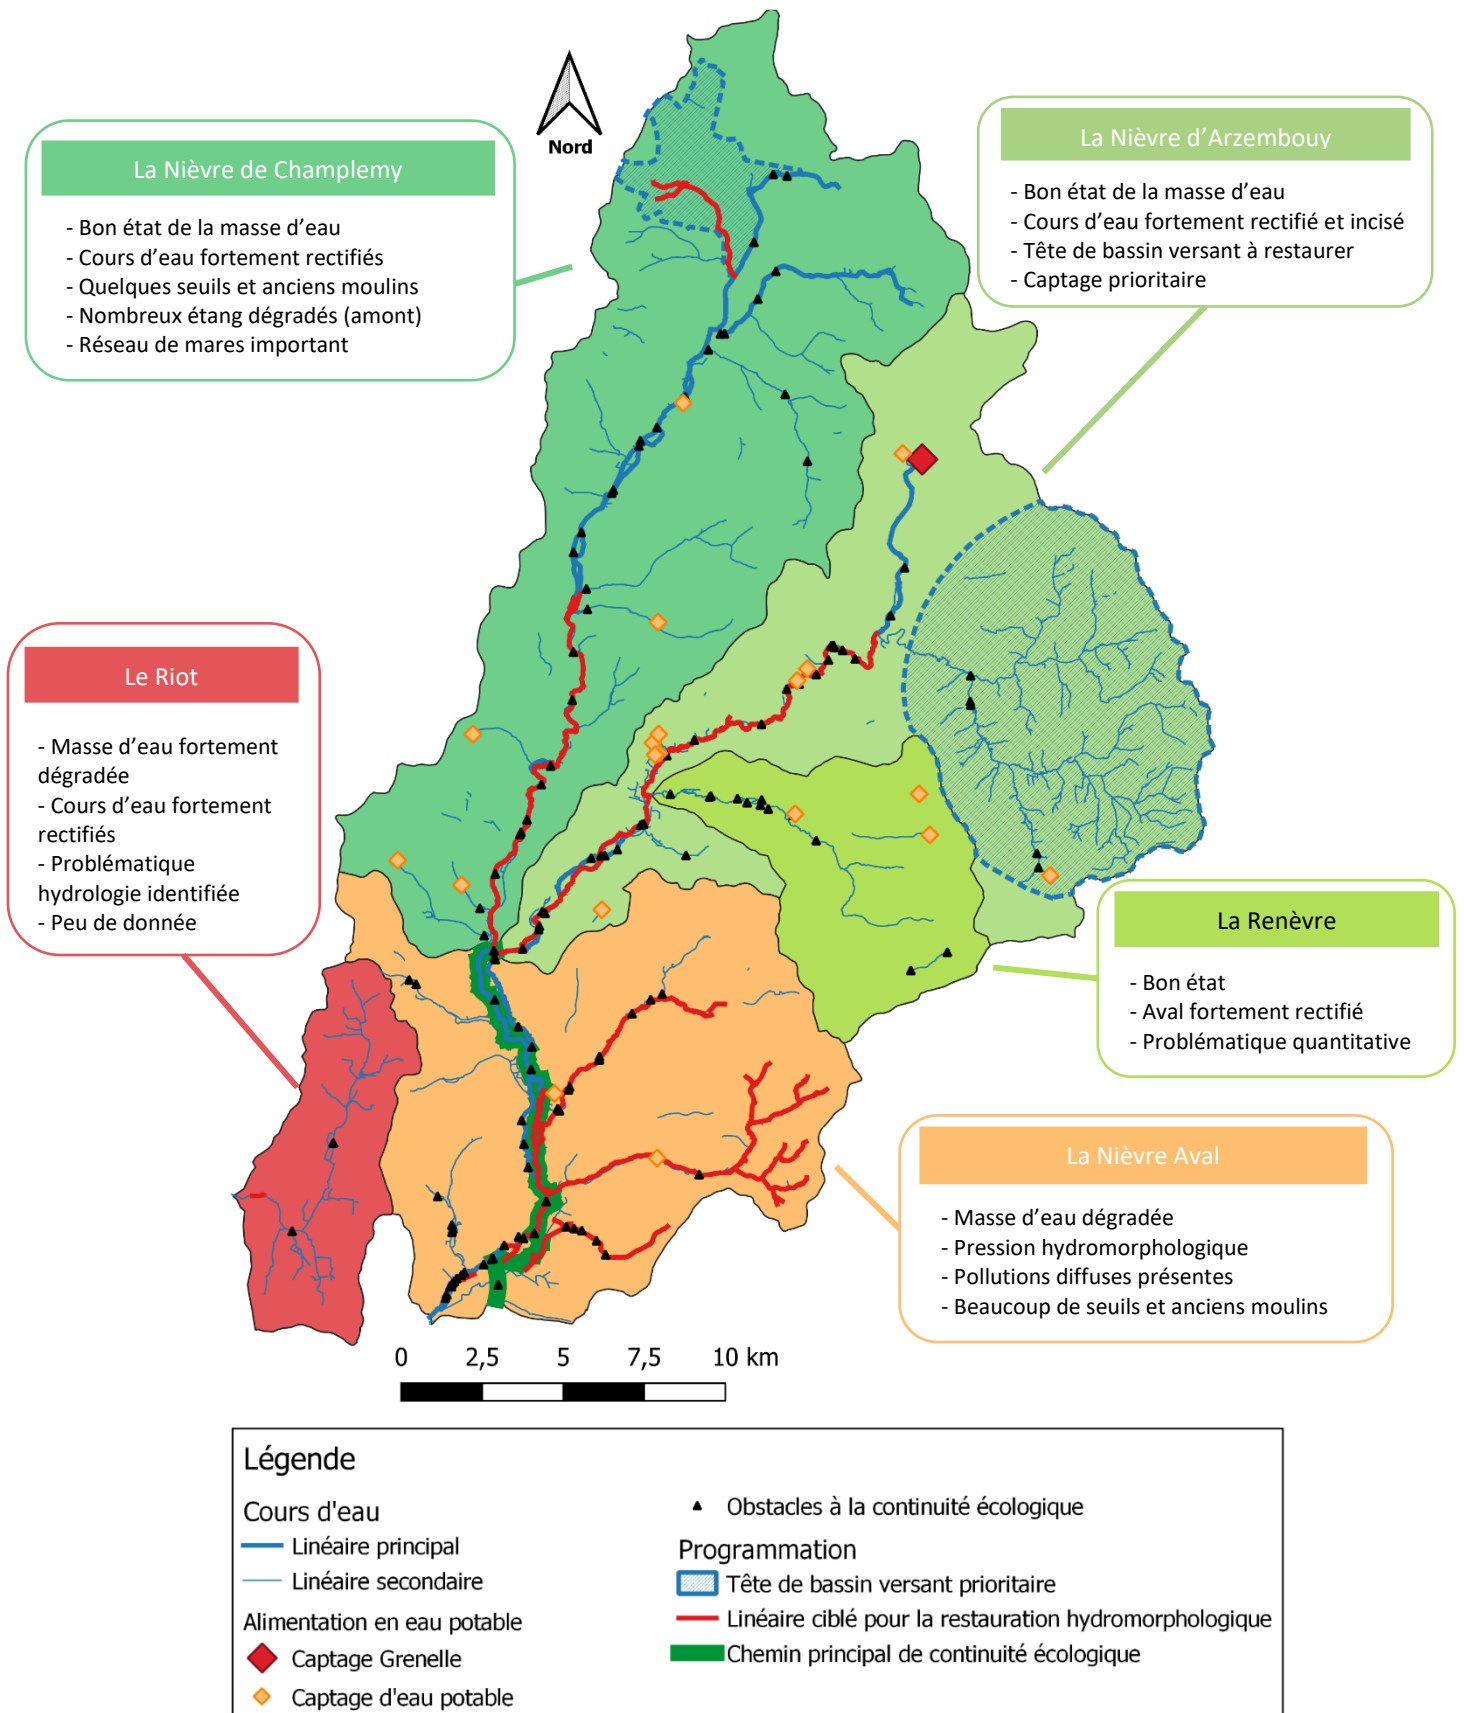 Nord
La Nièvre de Champlemy
- Bon état de la masse d'eau
- Cours d'eau fortement rectifiés
- Quelques seuils et anciens moulins
- Nombreux étang dégradés (amont)
- Réseau de mares important
La Nièvre d'Arzembouy
- Bon état de la masse d'eau
- Cours d'eau fortement rectifié et incisé
- Tête de bassin versant à restaurer
- Captage prioritaire
Le Riot
- Masse d'eau fortement
dégradée
- Cours d'eau fortement
rectifiés
- Problématique
hydrologie identifiée
- Peu de donnée
La Renèvre
- Bon état
- Aval fortement rectifié
- Problématique quantitative
La Nièvre Aval
- Masse d'eau dégradée
- Pression hydromorphologique
- Pollutions diffuses présentes
- Beaucoup de seuils et anciens moulins
0 2,5 5 7,5 10 km
Légende
Cours d'eau
Linéaire principal
Linéaire secondaire
Alimentation en eau potable
Captage Grenelle
Captage d'eau potable
Obstacles à la continuité écologique
Programmation
Tête de bassin versant prioritaire
Linéaire ciblé pour la restauration hydromorphologique
Chemin principal de continuité écologique